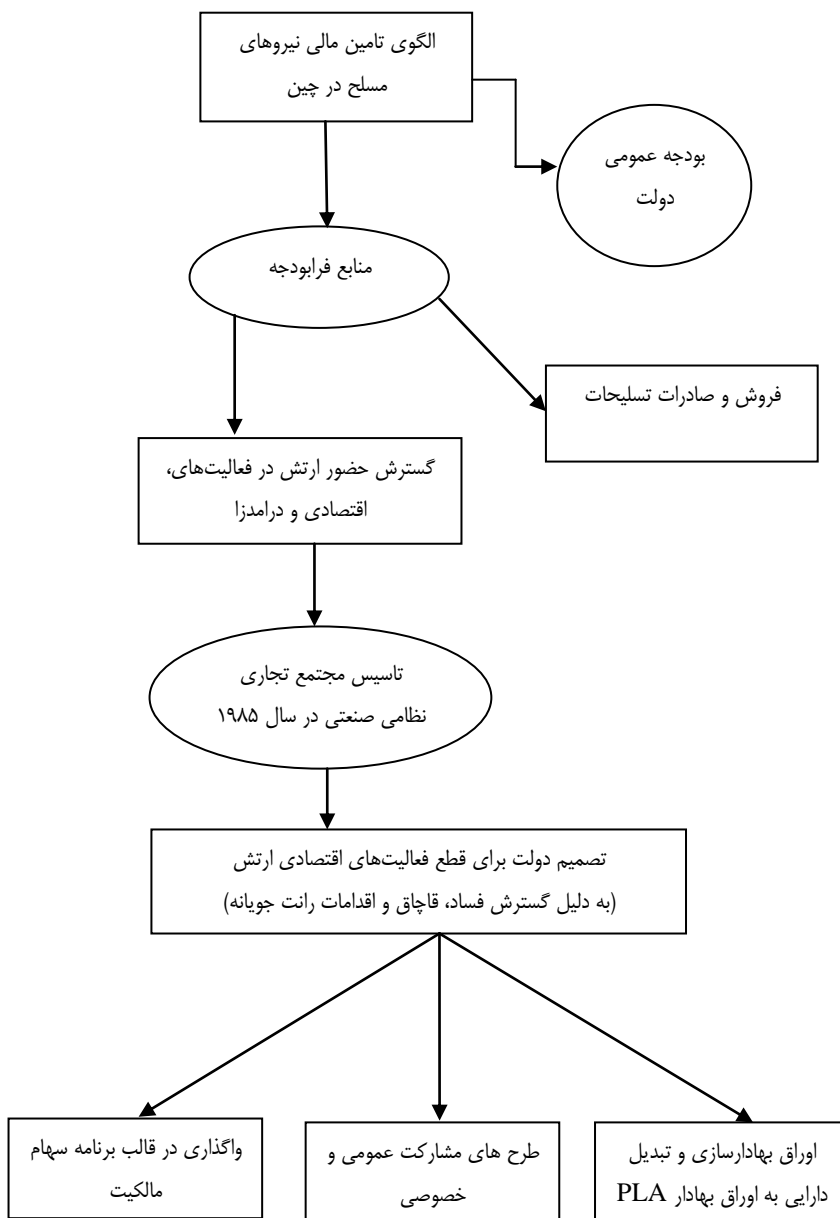 الگوی تامین مالی نیروهای
مسلح در چین
بودجه عمومی
دولت
منابع فرابودجه
فروش و صادرات تسلیحات
گسترش حضور ارتش در فعالیت‌های،
اقتصادی و درامدزا
تاسیس مجتمع تجاری
نظامی صنعتی در سال ۱۹۸۵
تصمیم دولت برای قطع فعالیت‌های اقتصادی ارتش
(به دلیل گسترش فساد، قاچاق و اقدامات رانت جویانه)
اوراق بهادارسازی و تبدیل
دارایی به اوراق بهادار PLA
طرح های مشارکت عمومی و
خصوصی
واگذاری در قالب برنامه سهام
مالکیت